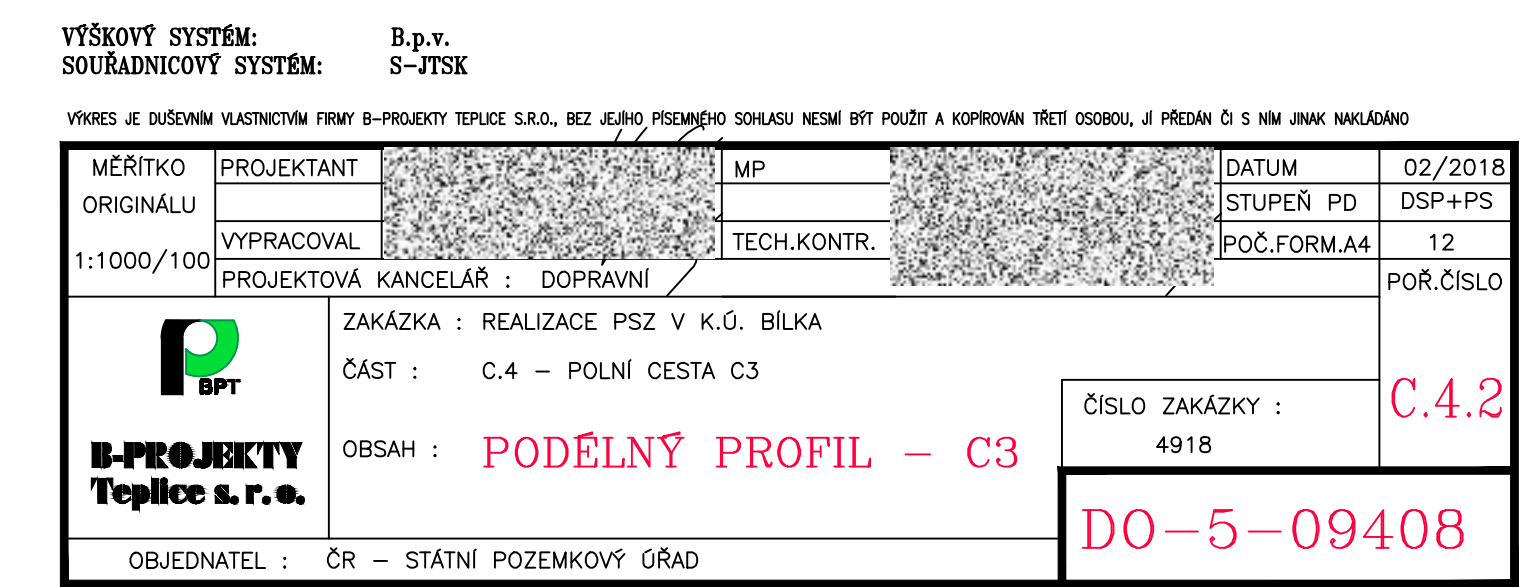 VÝŠKOVÝ SYSTÉM: B.p.v.
SOUŘADNICOVÝ SYSTÉM: S-JTSK
VÝKRES JE DUŠEVNÍM VLASTNICTVÍM FIRMY B-PROJEKTY TEPLICE S.R.O., BEZ JEJÍHO PÍSEMNÉHO SOHLASU NESMÍ BÝT POUŽIT A KOPÍROVÁN TŘETÍ OSOBOU, JÍ PŘEDÁN ČI S NÍM JINAK NAKLÁDÁNO
MĚŘÍTKO PROJEKTANT MP DATUM 02/2018
ORIGINÁLU STUPEŇ PD DSP+PS
1:1000/100 VYPRACOVAL TECH.KONTR. POČ.FORM.A4 12
PROJEKTOVÁ KANCELÁŘ : DOPRAVNÍ POŘ.ČÍSLO
ZAKÁZKA : REALIZACE PSZ V K.Ú. BÍLKA
ČÁST : C.4 – POLNÍ CESTA C3
BPT
ČÍSLO ZAKÁZKY : C.4.2
4918
B-PROJEKTY
Teplice s. r. o.
OBSAH : PODÉLNÝ PROFIL – C3
DO-5-09408
OBJEDNATEL : ČR – STÁTNÍ POZEMKOVÝ ÚŘAD